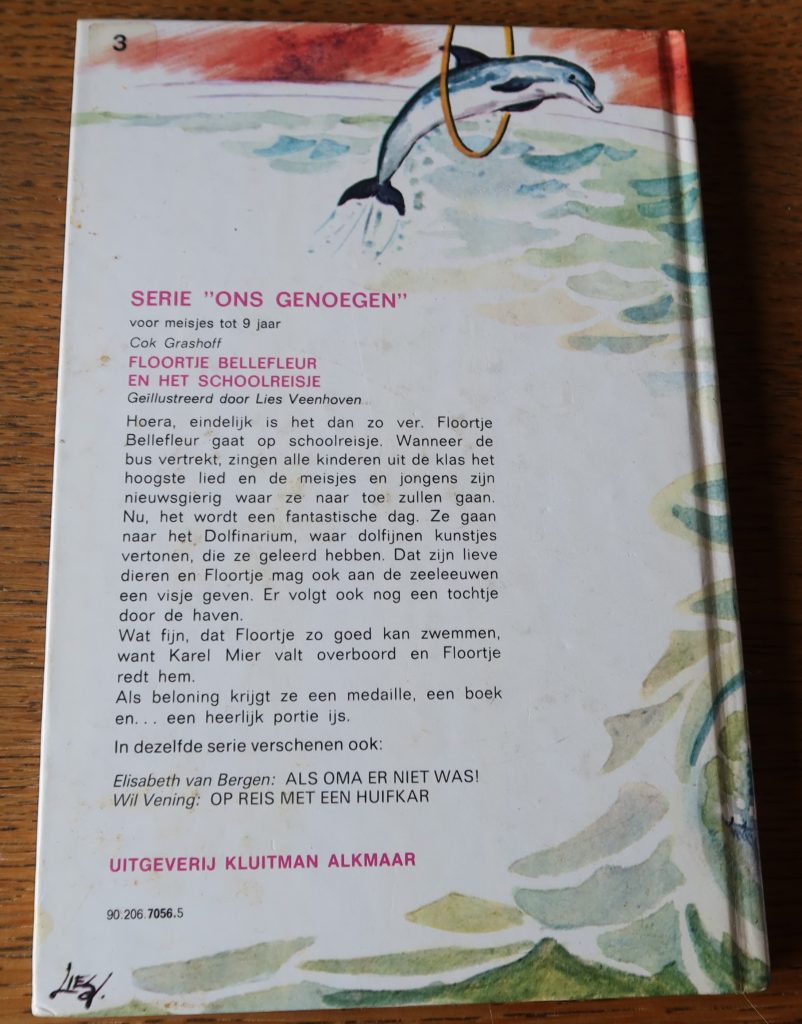 3
SERIE "ONS GENOEGEN"
voor meisjes tot 9 jaar
Cok Grashoff
FLOORTJE BELLEFLEUR
EN HET SCHOOLREISJE
Geïllustreerd door Lies Veenhoven
Hoera, eindelijk is het dan zo ver. Floortje
Bellefleur gaat op schoolreisje. Wanneer de
bus vertrekt, zingen alle kinderen uit de klas het
hoogste lied en de meisjes en jongens zijn
nieuwsgierig waar ze naar toe zullen gaan.
Nu, het wordt een fantastische dag. Ze gaan
naar het Dolfinarium, waar dolfijnen kunstjes
vertonen, die ze geleerd hebben. Dat zijn lieve
dieren en Floortje mag ook aan de zeeleeuwen
een visje geven. Er volgt ook nog een tochtje
door de haven.
Wat fijn, dat Floortje zo goed kan zwemmen,
want Karel Mier valt overboord en Floortje
redt hem.
Als beloning krijgt ze een medaille, een boek
en... een heerlijk portie ijs.
In dezelfde serie verschenen ook:
Elisabeth van Bergen: ALS OMA ER NIET WAS!
Wil Vening: OP REIS MET EEN HUIFKAR
UITGEVERIJ KLUITMAN ALKMAAR
90.206.7056.5
LIES V.